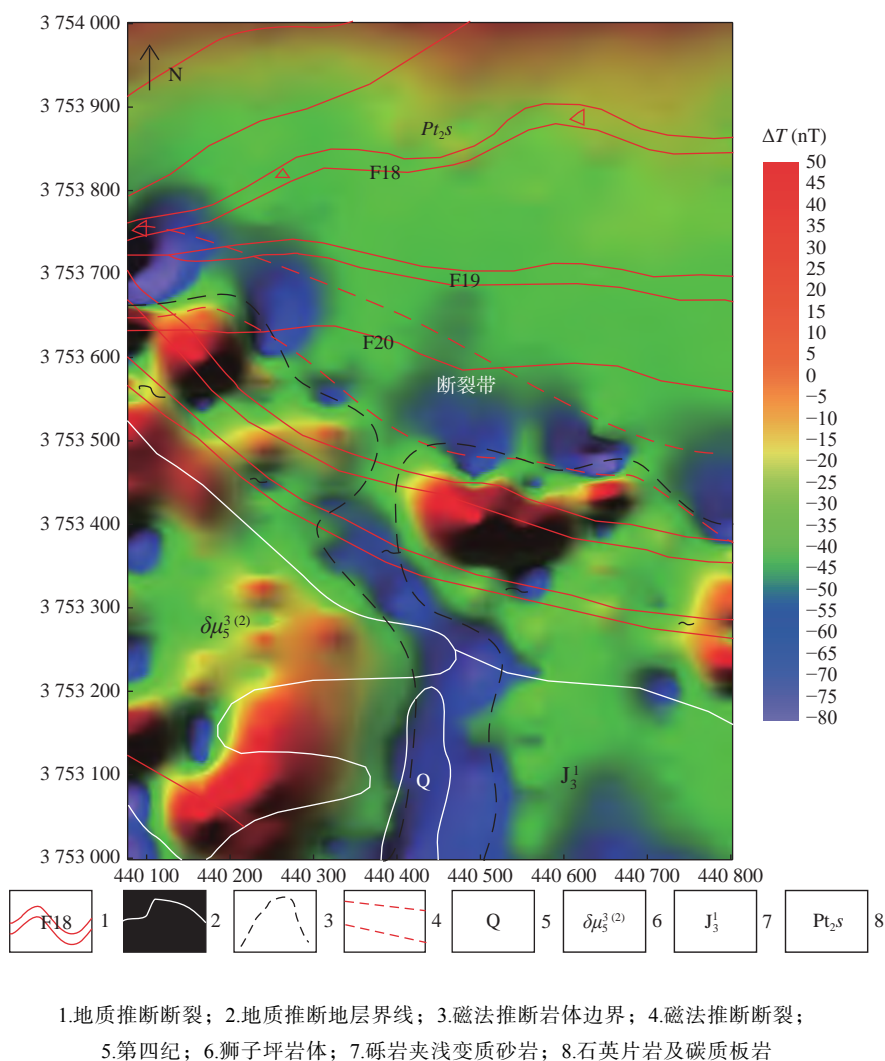 3 754 000
N
3 753 900
Pt₂s
ΔT (nT)
F18
3 753 800
3 753 700
F19
F20
3 753 600
断裂带
3 753 500
3 753 400
3 753 300
δμ₅³⁽²⁾
3 753 200
3 753 100
Q
J₃¹
3 753 000
50
45
40
35
30
25
20
15
10
5
0
−5
−10
−15
−20
−25
−30
−35
−40
−45
−50
−55
−60
−65
−70
−75
−80
440 100 440 200 440 300 440 400 440 500 440 600 440 700 440 800
F18 1 2 3 4 Q 5 δμ₅³⁽²⁾ 6 J₃¹ 7 Pt₂s 8
1.地质推断断裂；2.地质推断地层界线；3.磁法推断岩体边界；4.磁法推断断裂；
5.第四纪；6.狮子坪岩体；7.砾岩夹浅变质砂岩；8.石英片岩及碳质板岩